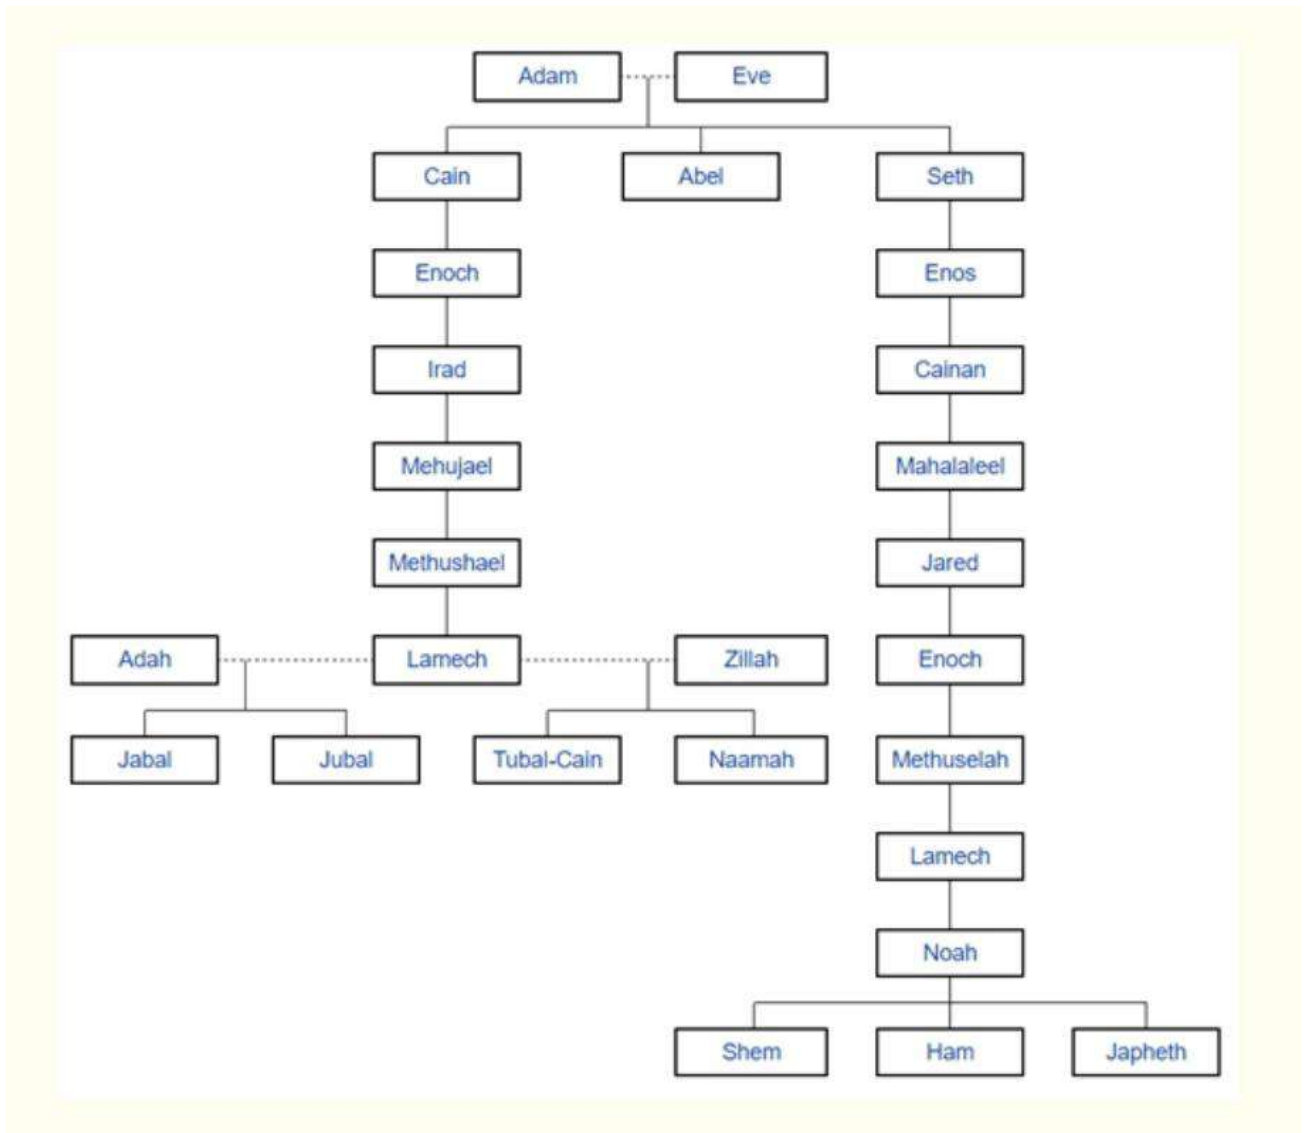 Adam Eve
Cain Abel Seth
Enoch Enos
Irad Cainan
Mehujael Mahalaleel
Methushael Jared
Adah Lamech Zillah Enoch
Jabal Jubal Tubal-Cain Naamah Methuselah
Lamech
Noah
Shem Ham Japheth